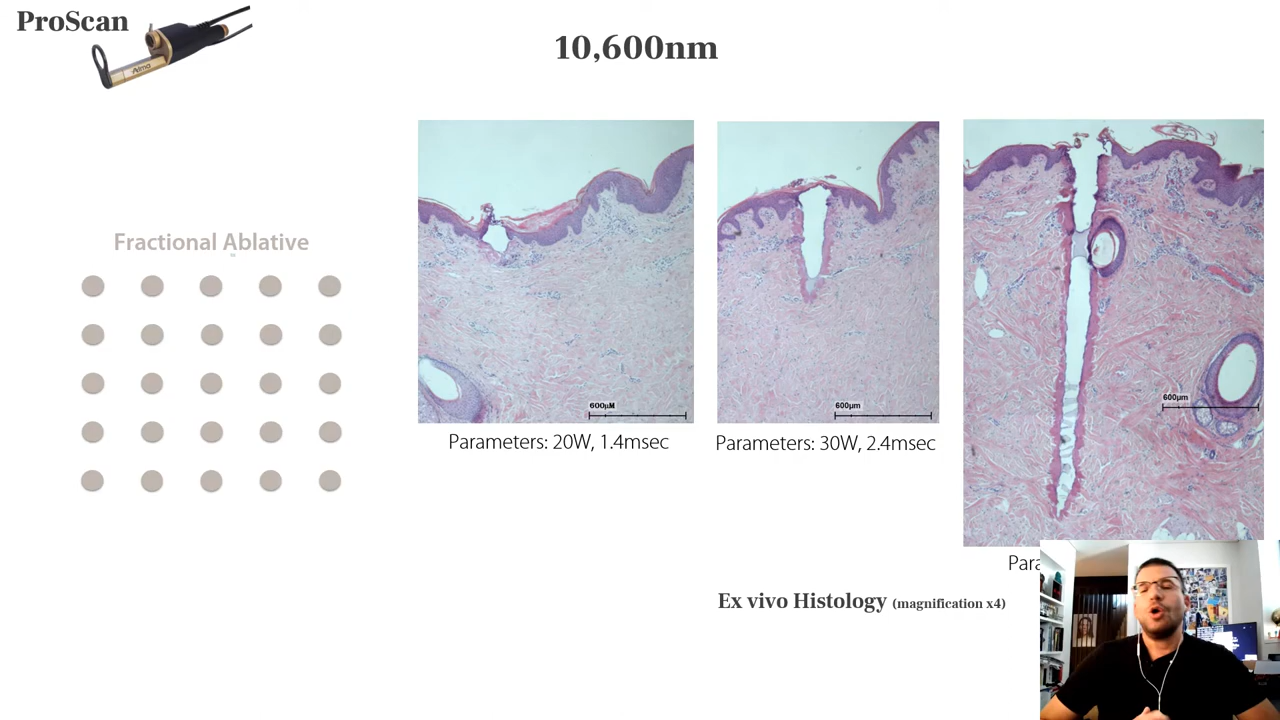 ProScan
Alma
10,600nm
Fractional Ablative
600µM
600µm
600µm
Parameters: 20W, 1.4msec
Parameters: 30W, 2.4msec
Para
Ex vivo Histology (magnification x4)